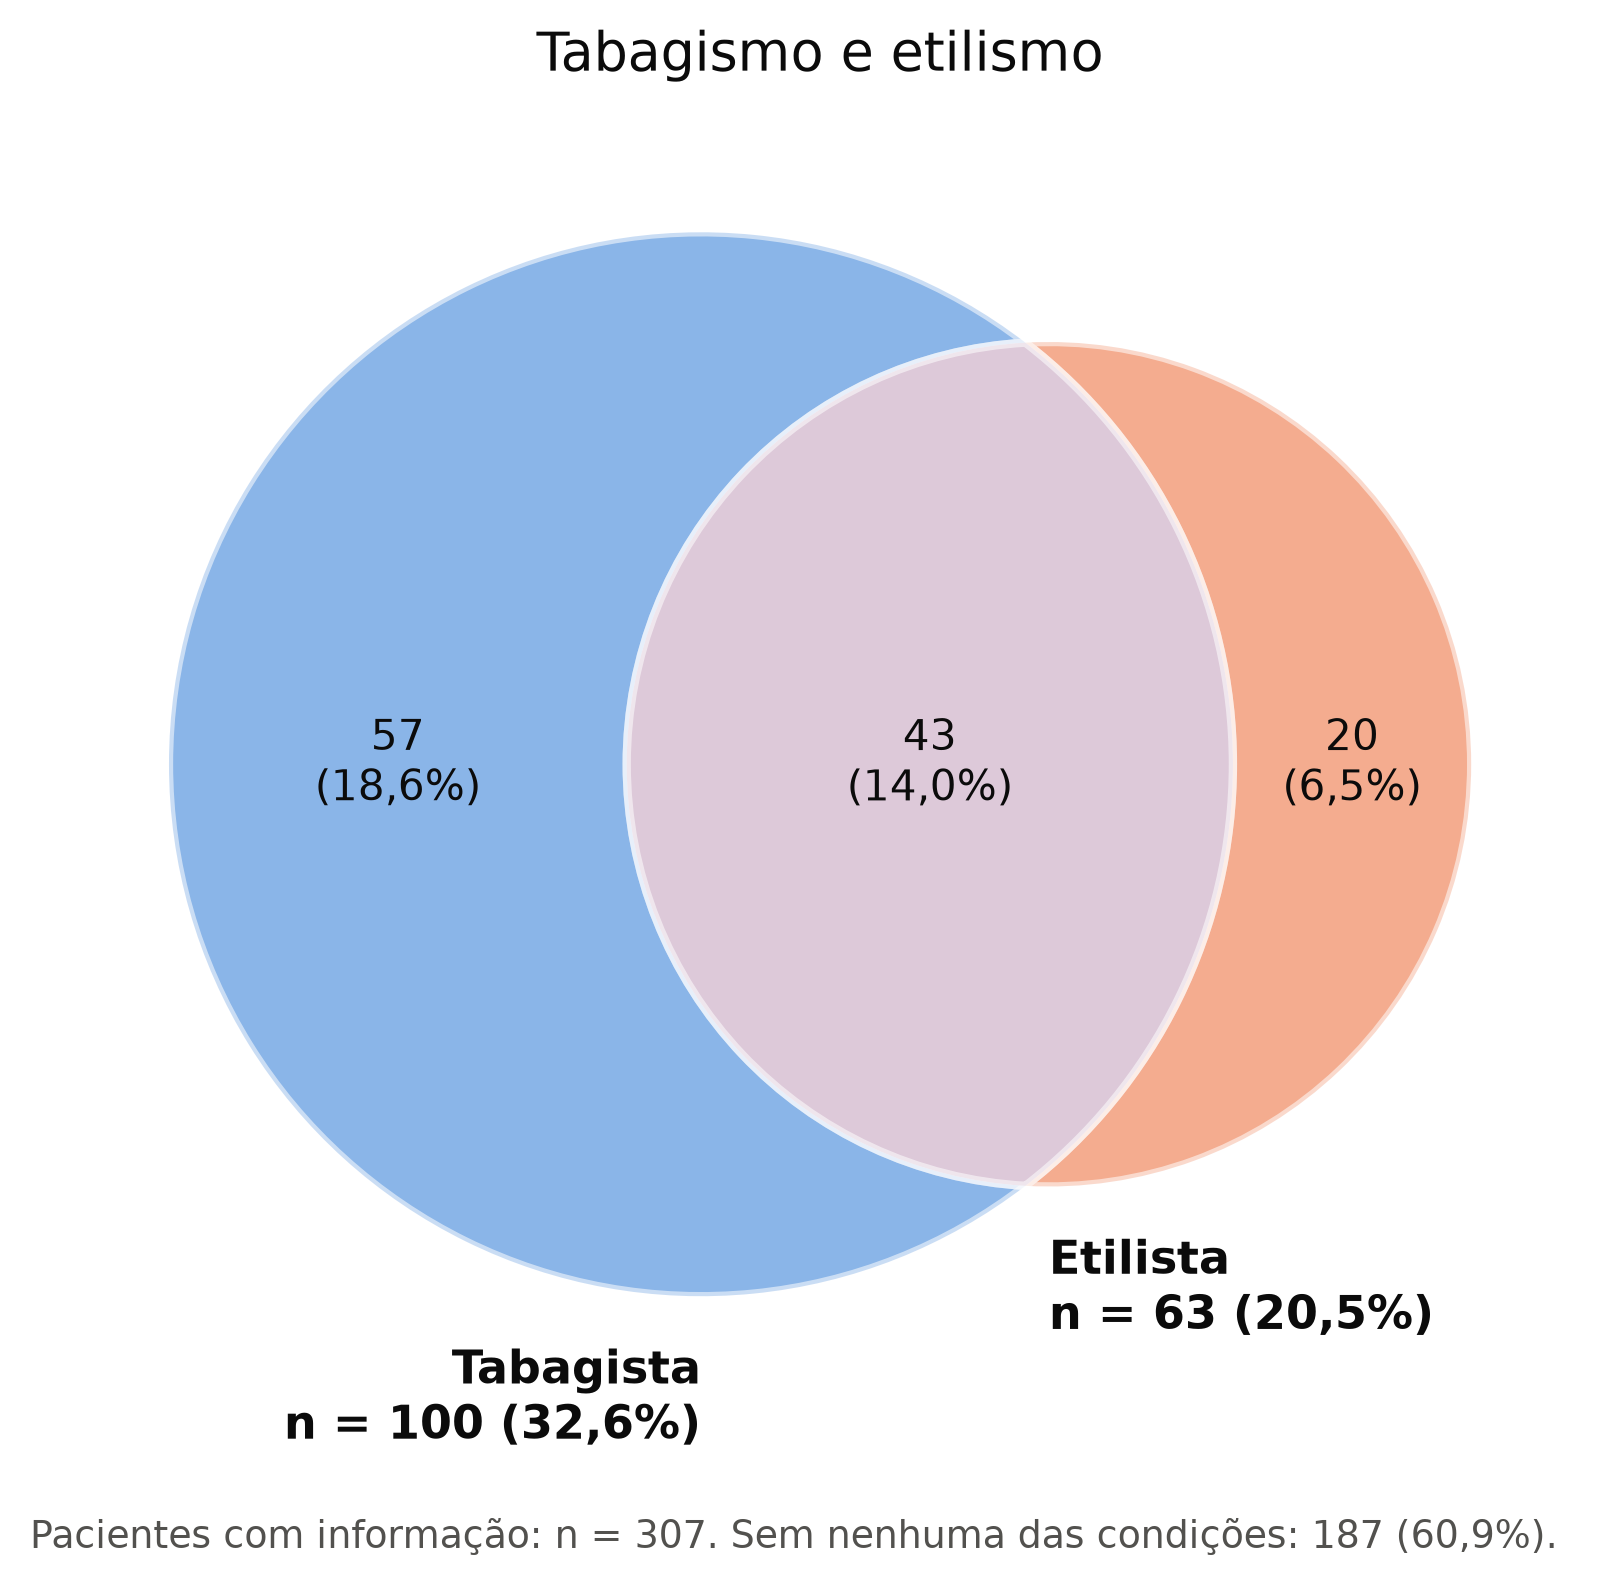 Tabagismo e etilismo
57
(18,6%)
43
(14,0%)
20
(6,5%)
Etilista
n = 63 (20,5%)
Tabagista
n = 100 (32,6%)
Pacientes com informação: n = 307. Sem nenhuma das condições: 187 (60,9%).